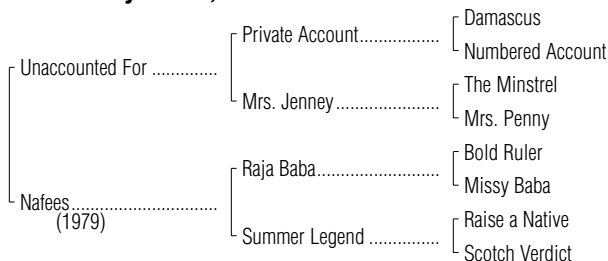 Damascus
Private Account
Numbered Account
Unaccounted For
The Minstrel
Mrs. Jenney
Mrs. Penny
Bold Ruler
Raja Baba
Missy Baba
Nafees
(1979)
Raise a Native
Summer Legend
Scotch Verdict